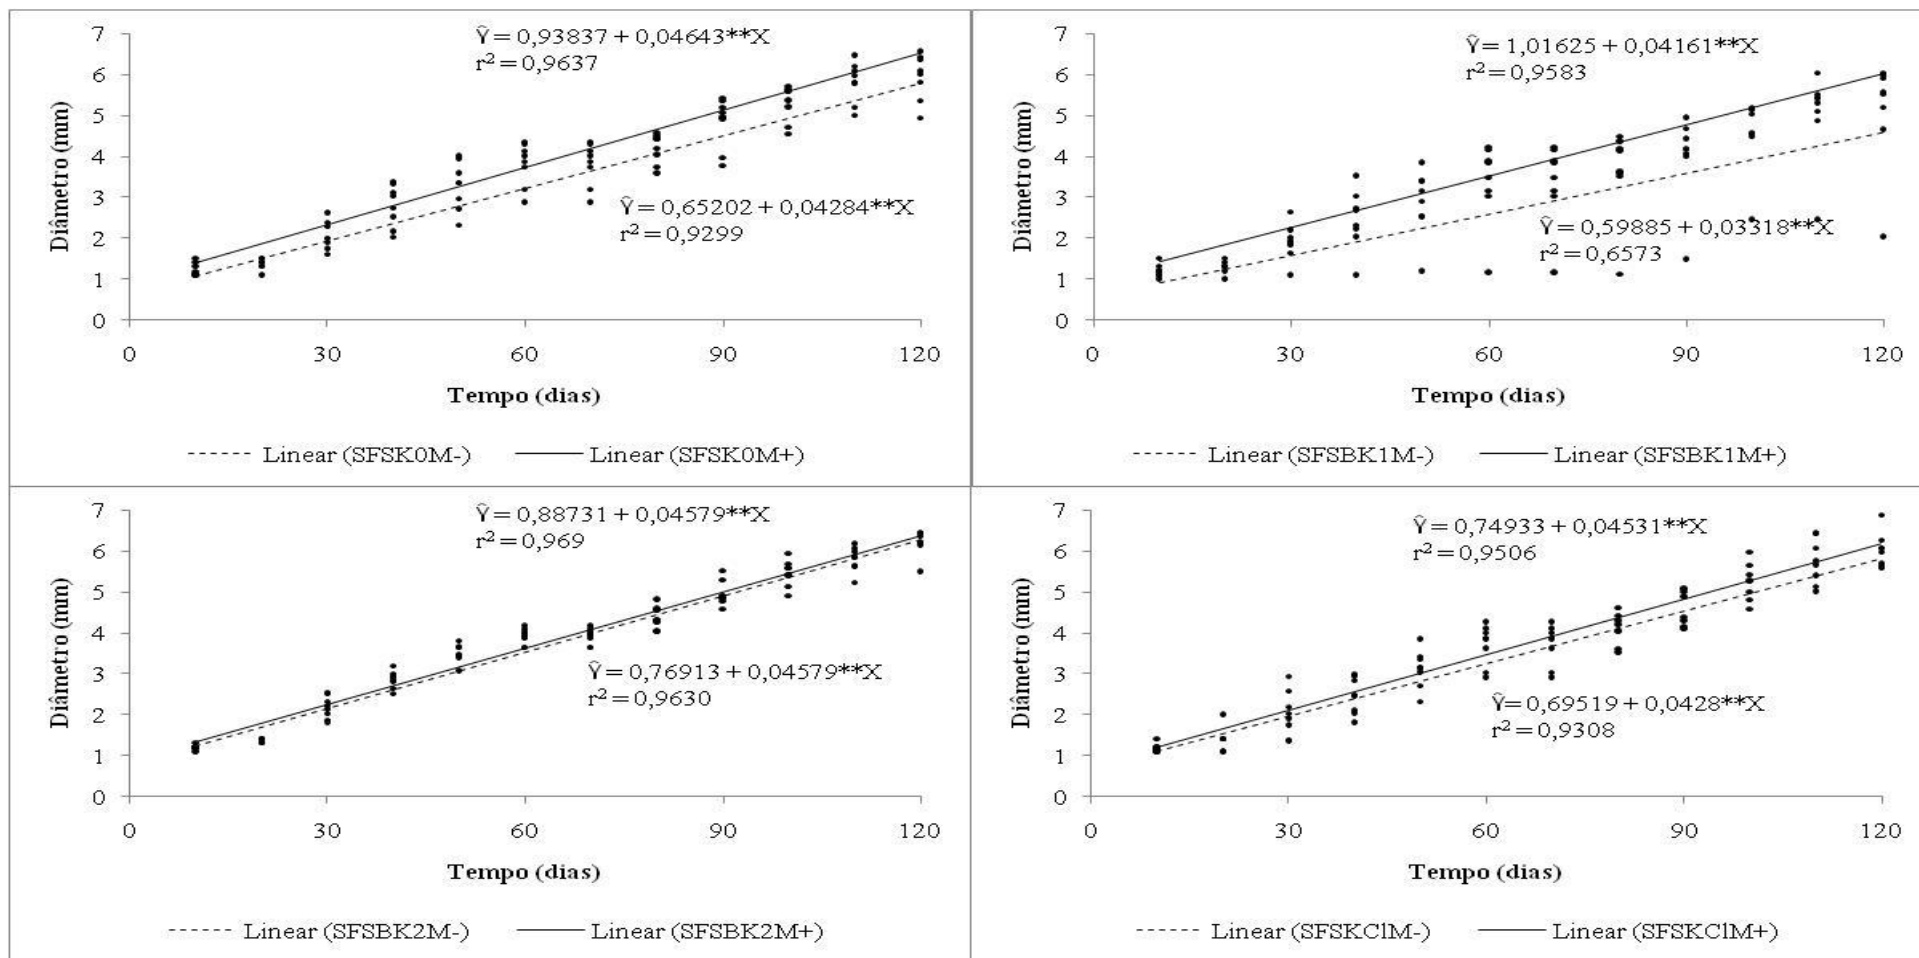 Ŷ = 0,93837 + 0,04643**X
r² = 0,9637
Ŷ = 0,65202 + 0,04284**X
r² = 0,9299
Diâmetro (mm)
7
6
5
4
3
2
1
0
0 30 60 90 120
Tempo (dias)
Linear (SFSK0M-) Linear (SFSK0M+)
Ŷ = 1,01625 + 0,04161**X
r² = 0,9583
Ŷ = 0,59885 + 0,03318**X
r² = 0,6573
Diâmetro (mm)
7
6
5
4
3
2
1
0
0 30 60 90 120
Tempo (dias)
Linear (SFSBK1M-) Linear (SFSBK1M+)
Ŷ = 0,88731 + 0,04579**X
r² = 0,969
Ŷ = 0,76913 + 0,04579**X
r² = 0,9630
Diâmetro (mm)
7
6
5
4
3
2
1
0
0 30 60 90 120
Tempo (dias)
Linear (SFSBK2M-) Linear (SFSBK2M+)
Ŷ = 0,74933 + 0,04531**X
r² = 0,9506
Ŷ= 0,69519 + 0,0428**X
r² = 0,9308
Diâmetro (mm)
7
6
5
4
3
2
1
0
0 30 60 90 120
Tempo (dias)
Linear (SFSKClM-) Linear (SFSKClM+)